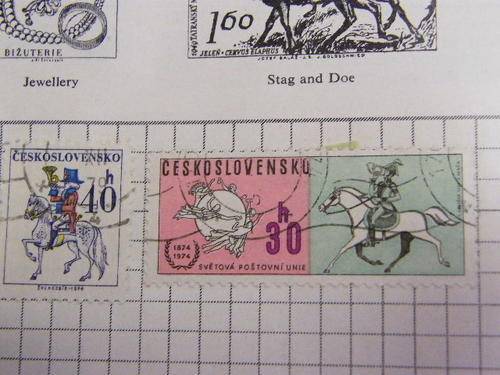 BIŽUTERIE
1.60
JELEN - CERVUS ELAPHUS
Jewellery
Stag and Doe
ČESKOSLOVENSKO
40 h
ČESKOSLOVENSKO
h
30
1874
1974
SVĚTOVÁ POŠTOVNÍ UNIE